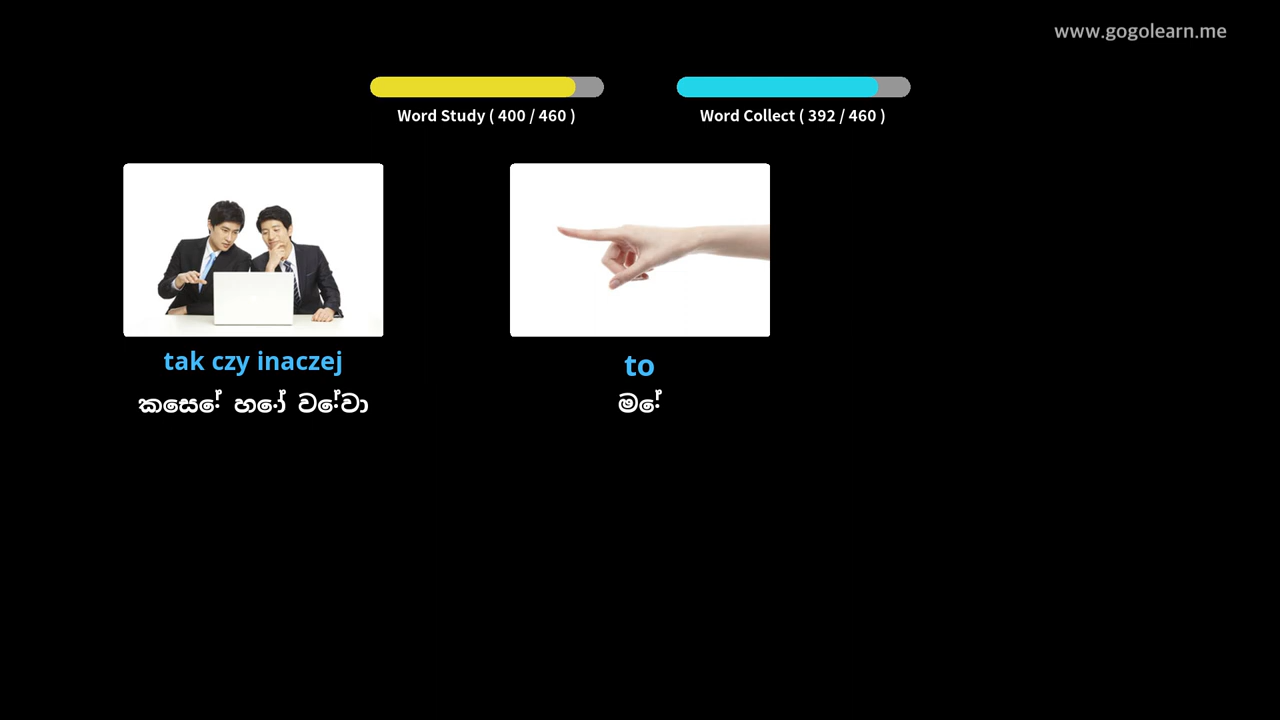 www.gogolearn.me
Word Study ( 400 / 460 )
Word Collect ( 392 / 460 )
tak czy inaczej
to
කෙසේ හෝ වේවා
මේ